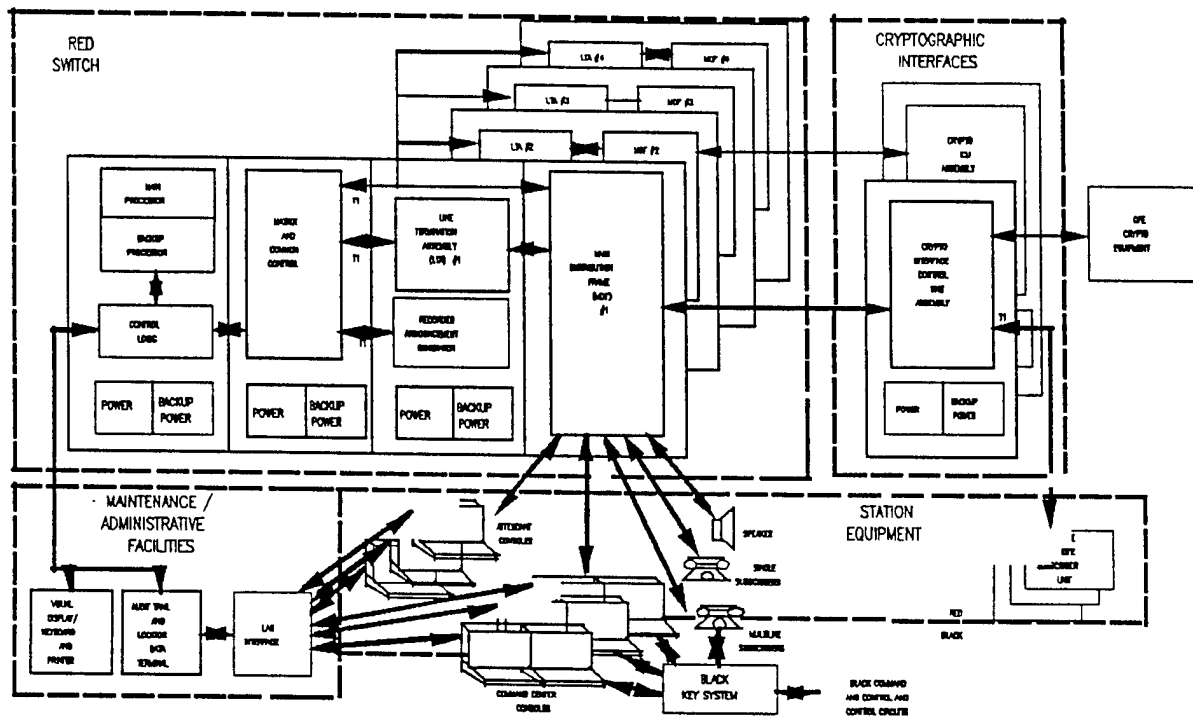 RED
SWITCH
CRYPTOGRAPHIC
INTERFACES
LTA #4
MDF #4
LTA #3
MDF #3
LTA #2
MDF #2
CRYPTO
ASSEMBLY
MAIN
PROCESSOR
BACKUP
PROCESSOR
CONTROL
LOGIC
MATRIX
AND
COMMON
CONTROL
T1
T1
T1
LINE
TERMINATION
ASSEMBLY
(LTA) #1
RECORDED
ANNOUNCEMENT
MAIN
DISTRIBUTION
FRAME
(MDF)
#1
CRYPTO
INTERFACE
CONTROL
ASSEMBLY
T1
CRYPTO
EQUIPMENT
POWER
BACKUP
POWER
POWER
BACKUP
POWER
POWER
BACKUP
POWER
POWER
BACKUP
POWER
MAINTENANCE /
ADMINISTRATIVE
FACILITIES
STATION
EQUIPMENT
ATTENDANT
CONSOLES
SPEAKER
SINGLE
SUBSCRIBERS
MULTILINE
SUBSCRIBERS
UNIT
RED
BLACK
VISUAL
DISPLAY/
KEYBOARD
AND
PRINTER
AUDIT TRAIL
AND
LOCATOR
DATA
TERMINAL
LAN
INTERFACE
COMMAND CENTER
CONSOLES
BLACK
KEY SYSTEM
BLACK COMMAND
AND CONTROL AND
CONTROL CIRCUITS